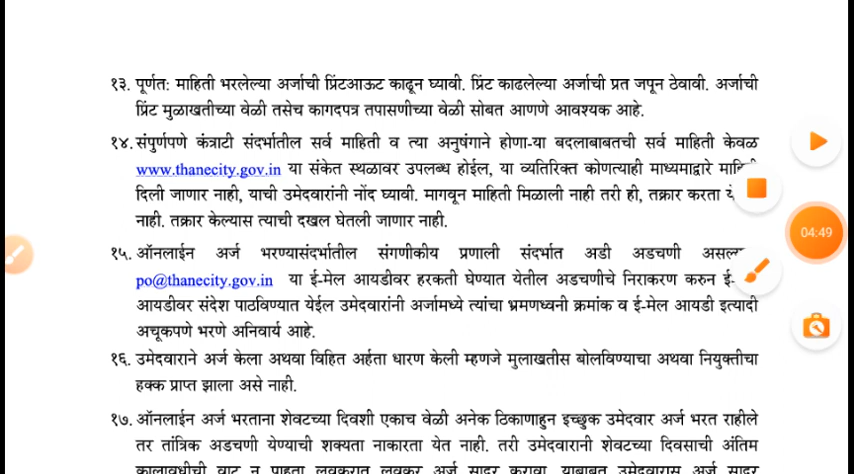 १३. पूर्णत: माहिती भरलेल्या अर्जाची प्रिंटआऊट काढून घ्यावी. प्रिंट काढलेल्या अर्जाची प्रत जपून ठेवावी. अर्जाची
प्रिंट मुळाखतीच्या वेळी तसेच कागदपत्र तपासणीच्या वेळी सोबत आणणे आवश्यक आहे.
१४. संपुर्णपणे कंत्राटी संदर्भातील सर्व माहिती व त्या अनुषंगाने होणा-या बदलाबाबतची सर्व माहिती केवळ
www.thanecity.gov.in या संकेत स्थळावर उपलब्ध होईल, या व्यतिरिक्त कोणत्याही माध्यमाद्वारे
दिली जाणार नाही, याची उमेदवारांनी नोंद घ्यावी. मागवून माहिती मिळाली नाही तरी ही, तक्रार करता
नाही. तक्रार केल्यास त्याची दखल घेतली जाणार नाही.
१५. ऑनलाईन अर्ज भरण्यासंदर्भातील संगणकीय प्रणाली संदर्भात अडी अडचणी
po@thanecity.gov.in या ई-मेल आयडीवर हरकती घेण्यात येतील अडचणीचे निराकरण करुन
आयडीवर संदेश पाठविण्यात येईल उमेदवारांनी अर्जामध्ये त्यांचा भ्रमणध्वनी क्रमांक व ई-मेल आयडी इत्यादी
अचूकपणे भरणे अनिवार्य आहे.
१६. उमेदवाराने अर्ज केला अथवा विहित अर्हता धारण केली म्हणजे मुलाखतीस बोलविण्याचा अथवा नियुक्तीचा
हक्क प्राप्त झाला असे नाही.
१७. ऑनलाईन अर्ज भरताना शेवटच्या दिवशी एकाच वेळी अनेक ठिकाणाहुन इच्छुक उमेदवार अर्ज भरत राहीले
तर तांत्रिक अडचणी येण्याची शक्यता नाकारता येत नाही. तरी उमेदवारानी शेवटच्या दिवसाची अंतिम
04:49